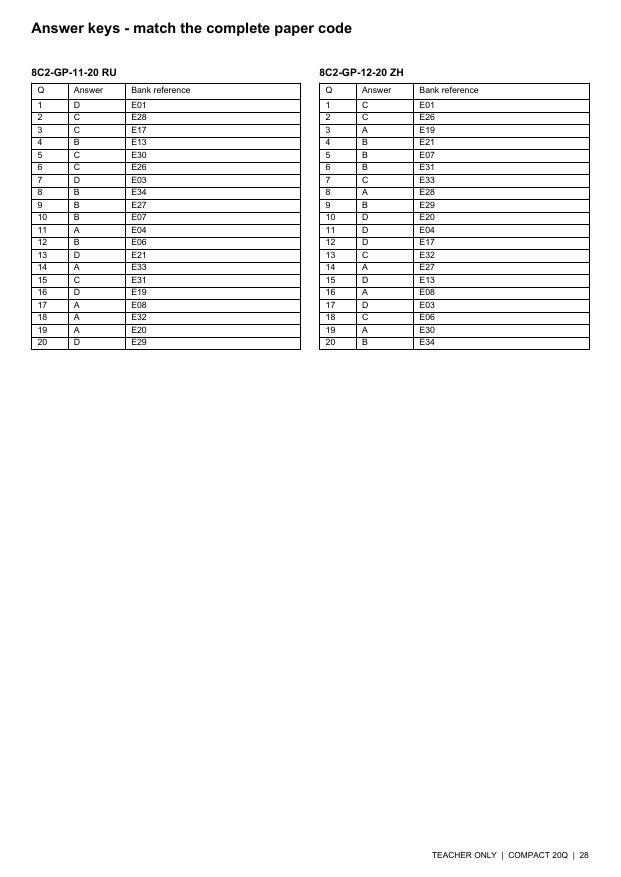 Answer keys - match the complete paper code
8C2-GP-11-20 RU
Q Answer Bank reference
1 D E01
2 C E28
3 C E17
4 B E13
5 C E30
6 C E26
7 D E03
8 B E34
9 B E27
10 B E07
11 A E04
12 B E06
13 D E21
14 A E33
15 C E31
16 D E19
17 A E08
18 A E32
19 A E20
20 D E29
8C2-GP-12-20 ZH
Q Answer Bank reference
1 C E01
2 C E26
3 A E19
4 B E21
5 B E07
6 B E31
7 C E33
8 A E28
9 B E29
10 D E20
11 D E04
12 D E17
13 C E32
14 A E27
15 D E13
16 A E08
17 D E03
18 C E06
19 A E30
20 B E34
TEACHER ONLY | COMPACT 20Q | 28